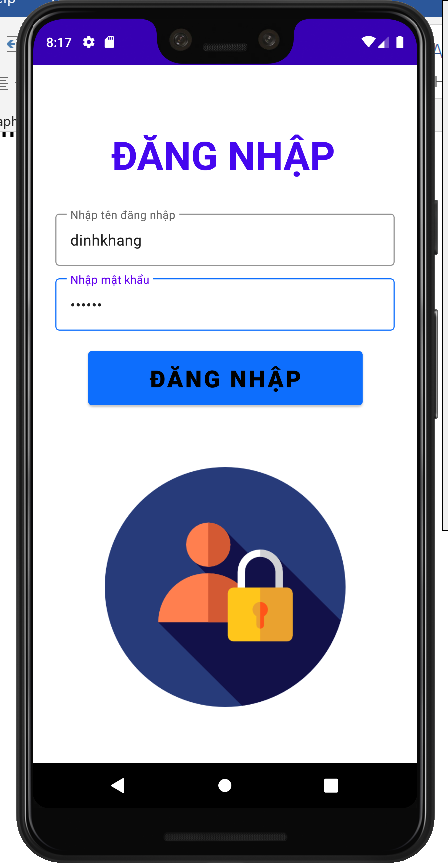 8:17
ĐĂNG NHẬP
Nhập tên đăng nhập
dinhkhang
Nhập mật khẩu
••••••
ĐĂNG NHẬP